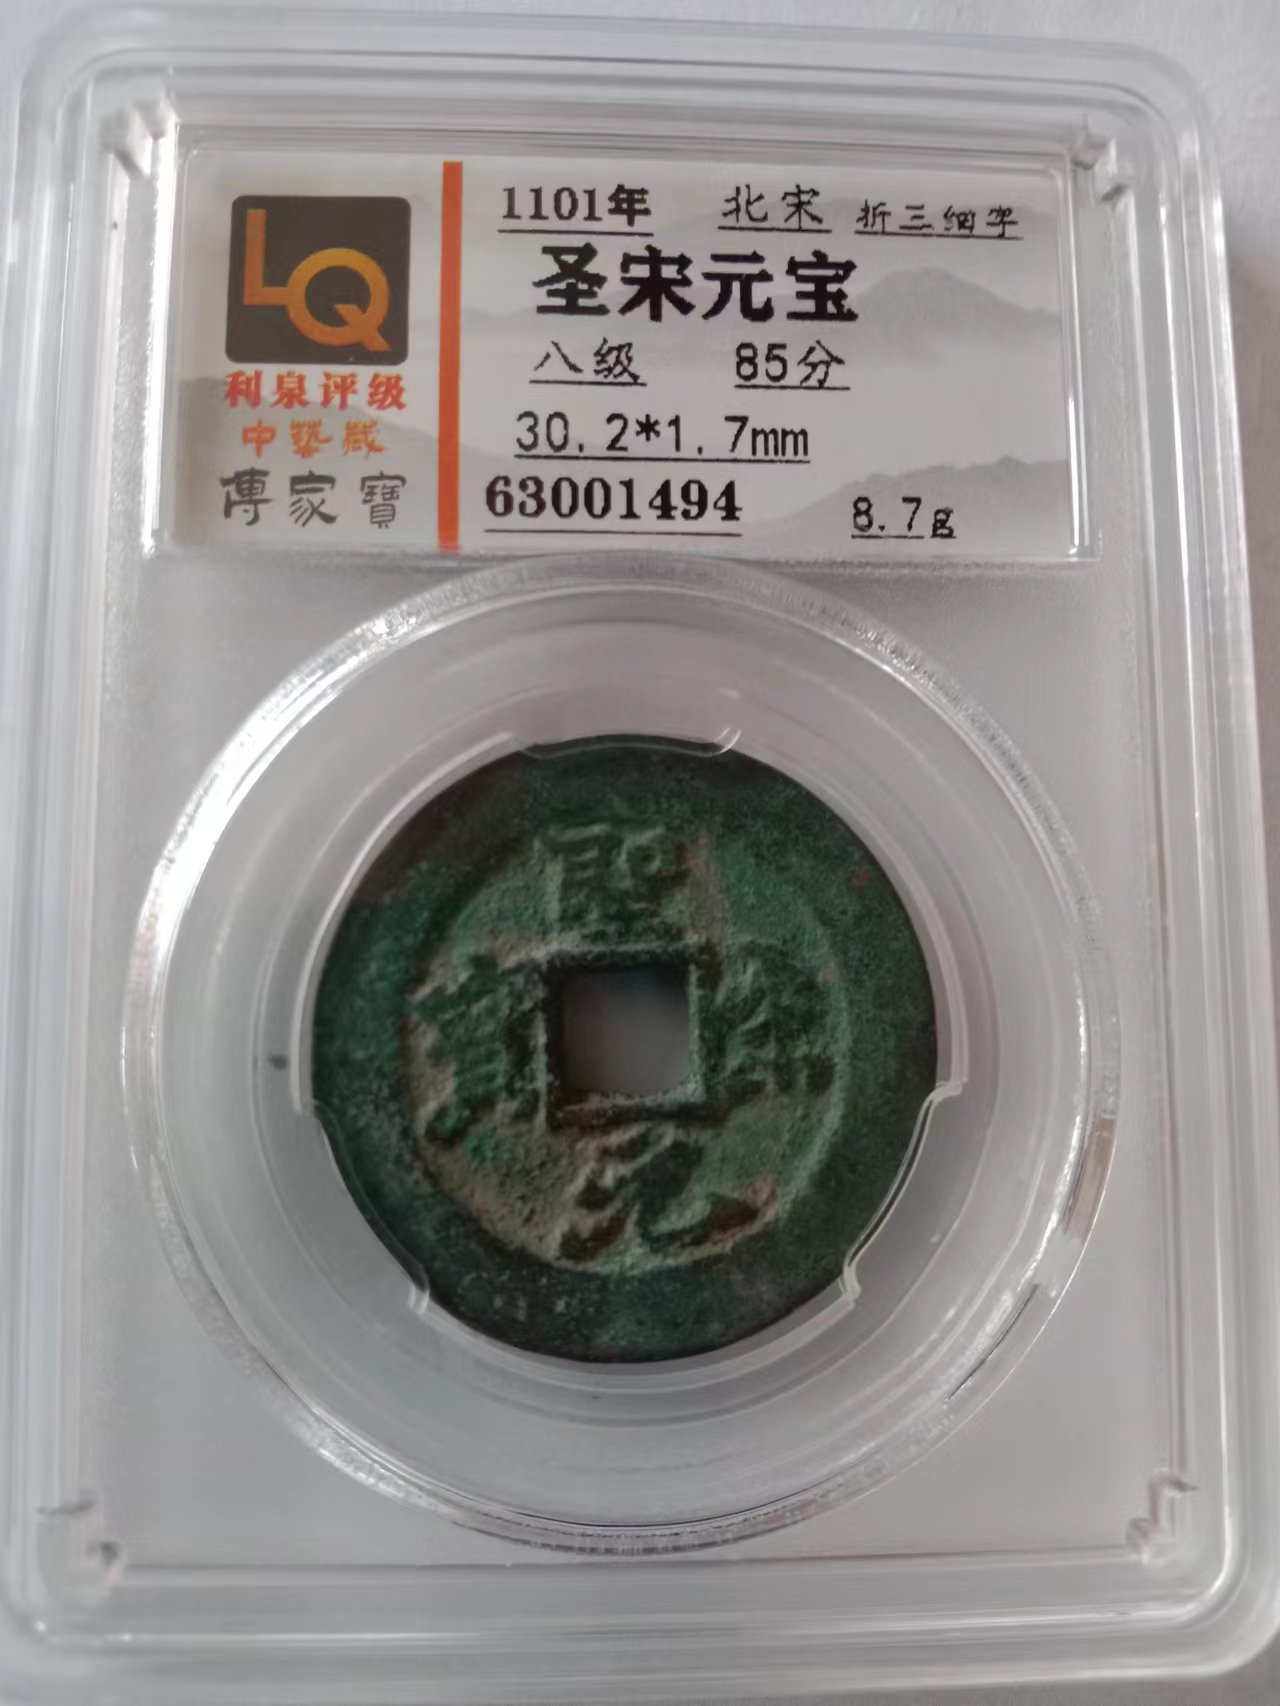 LQ
利泉评级
中藝藏
傳家寶
1101年 北宋 折三细字
圣宋元宝
八级 85分
30.2*1.7mm
63001494 8.7g
聖
宋
元
寶